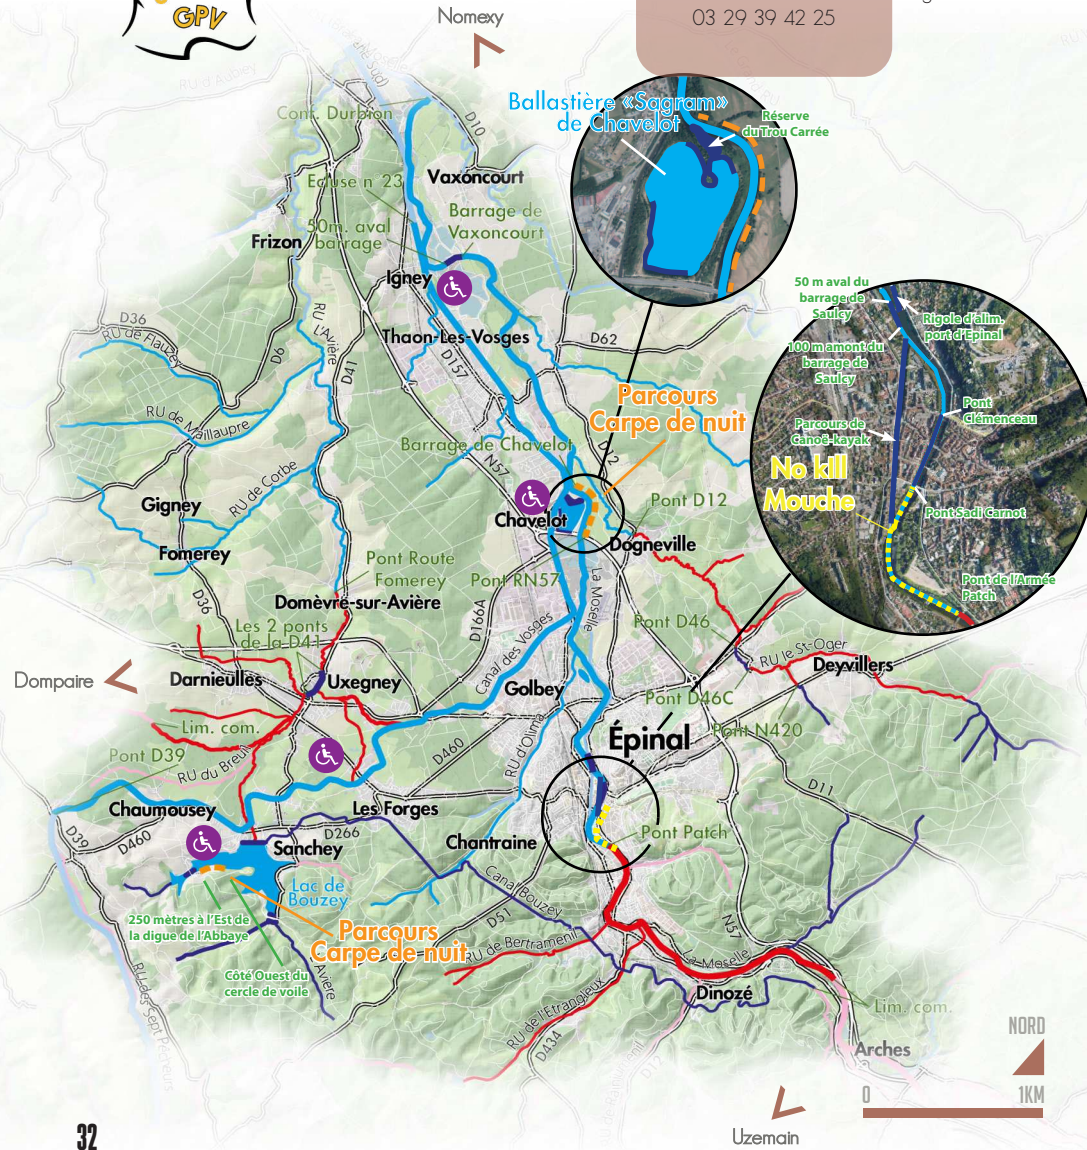 GPV
Nomexy
03 29 39 42 25
RU d'Aubey
Conf. Durbion
D10
Ballastière «Sagram»
de Chavelot
Réserve
du Trou Carrée
Ecluse n°23
Vaxoncourt
Barrage de
Vaxoncourt
50m. aval
barrage
Frizon
Igney
50 m aval du
barrage de
Saulcy
Rigole d'alim.
port d'Epinal
100 m amont du
barrage de
Saulcy
D36
RU de Flauzey
D6
RU L'Avière
D41
Thaon-Les-Vosges
D157
D62
Parcours
Carpe de nuit
Pont
Clémenceau
Parcours de
Canoë-kayak
RU de Maillaupre
Barrage de Chavelot
N57
D12
No kill
Mouche
RU de Corbe
Gigney
Chavelot
Pont D12
Pont Sadi Carnot
Fomerey
Dogneville
Pont Route
Fomerey
Pont RN57
Pont de l'Armée
Patch
D36
Domèvre-sur-Avière
D166A
La Moselle
Les 2 ponts
de la D41
Pont D46
Canal des Vosges
RU le St-Oger
Deyvillers
Dompaire
Darnieulles
Uxegney
Golbey
Pont D46C
Lim. com.
Épinal
Pont N420
Pont D39
RU du Breuil
D460
RU d'Olima
D11
Chaumousey
Les Forges
D39
D460
D266
Sanchey
Chantraine
Pont Patch
Lac de
Bouzey
Canal Bouzey
250 mètres à l'Est de
la digue de l'Abbaye
Parcours
Carpe de nuit
D51
N57
RU de Bertraménil
La Moselle
Côté Ouest du
cercle de voile
Avière
RU des Sept Pêcheurs
Dinozé
RU de l'Etrangleux
D434
Lim. com.
Arches
NORD
0
1KM
Uzemain
32